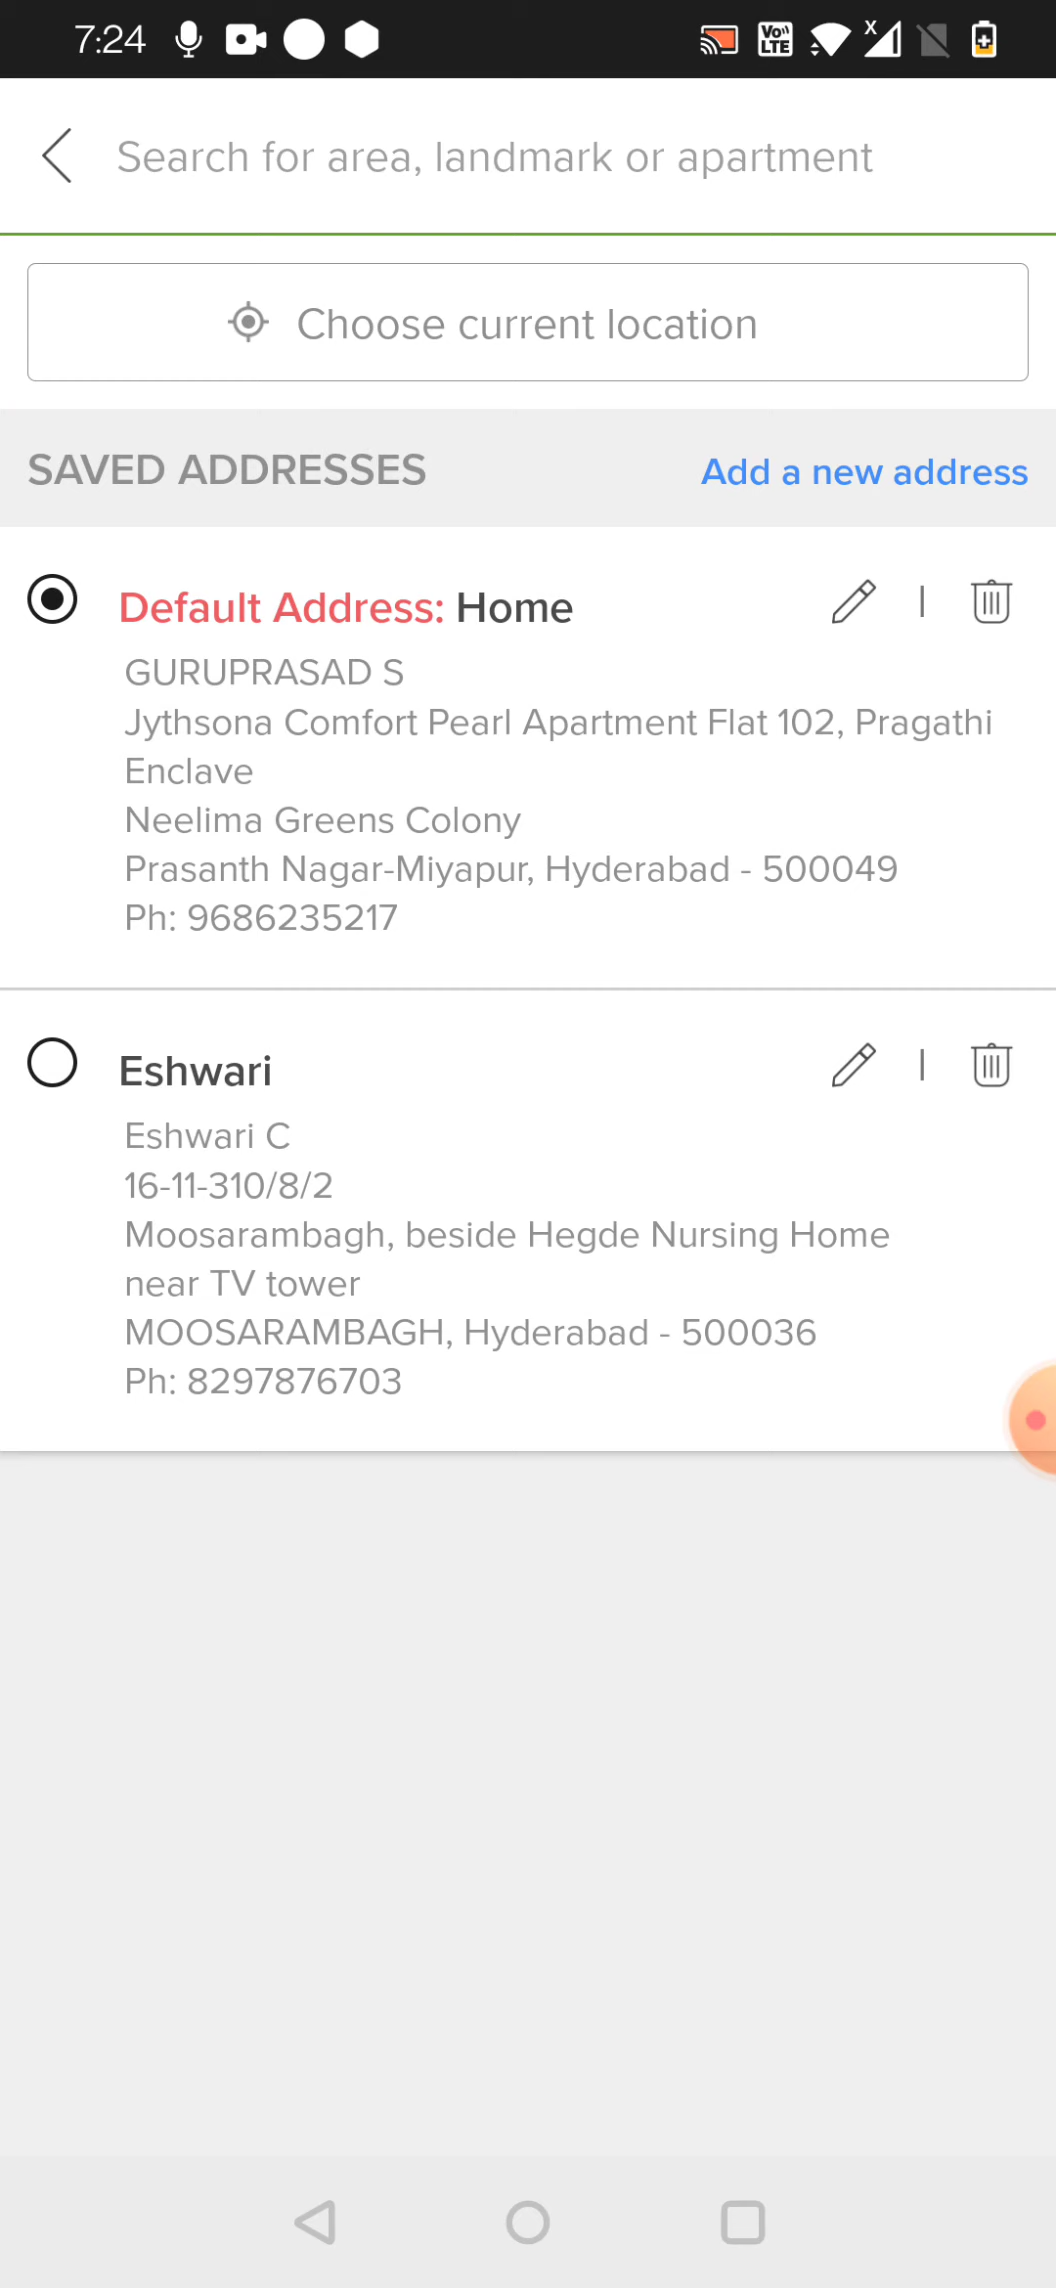 7:24
Vo)) LTE
X
Search for area, landmark or apartment
Choose current location
SAVED ADDRESSES
Add a new address
Default Address: Home
GURUPRASAD S
Jythsona Comfort Pearl Apartment Flat 102, Pragathi
Enclave
Neelima Greens Colony
Prasanth Nagar-Miyapur, Hyderabad - 500049
Ph: 9686235217
Eshwari
Eshwari C
16-11-310/8/2
Moosarambagh, beside Hegde Nursing Home
near TV tower
MOOSARAMBAGH, Hyderabad - 500036
Ph: 8297876703